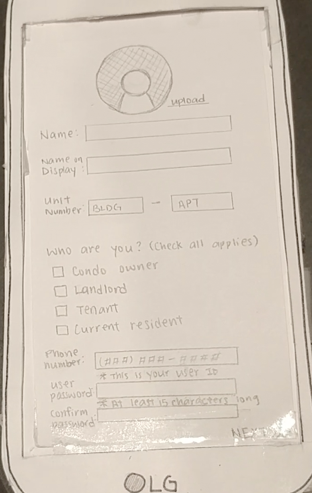 upload
Name:
Name on
Display:
Unit
Number BLDG - APT
Who are you? (Check all applies)
Condo owner
Landlord
Tenant
Current resident
Phone
number: (###) ###-####
* This is your user ID
user
password
* At least 15 characters long
Confirm
password
NEXT
LG